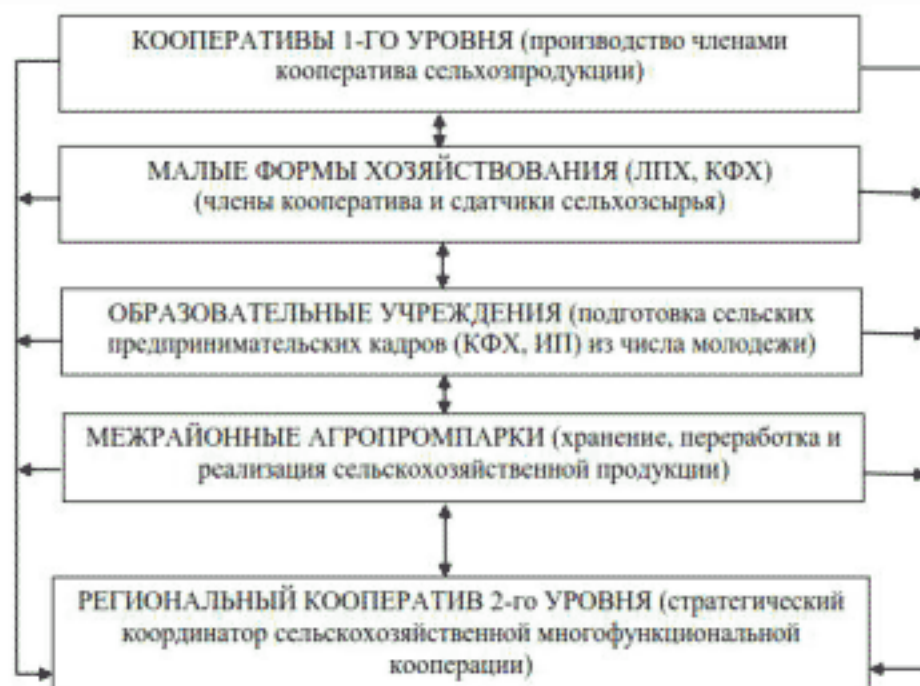 КООПЕРАТИВЫ 1-ГО УРОВНЯ (производство членами
кооператива сельхозпродукции)
МАЛЫЕ ФОРМЫ ХОЗЯЙСТВОВАНИЯ (ЛПХ, КФХ)
(члены кооператива и сдатчики сельхозсырья)
ОБРАЗОВАТЕЛЬНЫЕ УЧРЕЖДЕНИЯ (подготовка сельских
предпринимательских кадров (КФХ, ИП) из числа молодежи)
МЕЖРАЙОННЫЕ АГРОПРОМПАРКИ (хранение, переработка и
реализация сельскохозяйственной продукции)
РЕГИОНАЛЬНЫЙ КООПЕРАТИВ 2-го УРОВНЯ (стратегический
координатор сельскохозяйственной многофункциональной
кооперации)